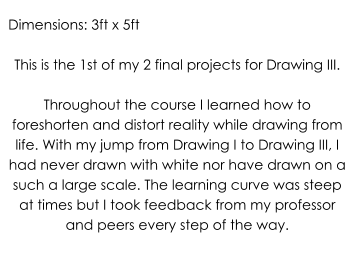 Dimensions: 3ft x 5ft
This is the 1st of my 2 final projects for Drawing III.
Throughout the course I learned how to
foreshorten and distort reality while drawing from
life. With my jump from Drawing I to Drawing III, I
had never drawn with white nor have drawn on a
such a large scale. The learning curve was steep
at times but I took feedback from my professor
and peers every step of the way.